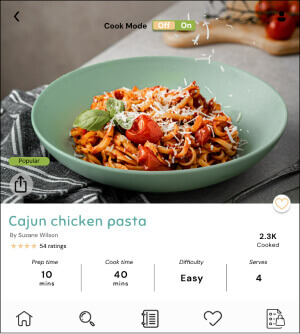 Cook Mode Off On
Popular
Cajun chicken pasta
By Suzane Wilson
54 ratings
2.3K
Cooked
Prep time Cook time Difficulty Serves
10 40 Easy 4
mins mins